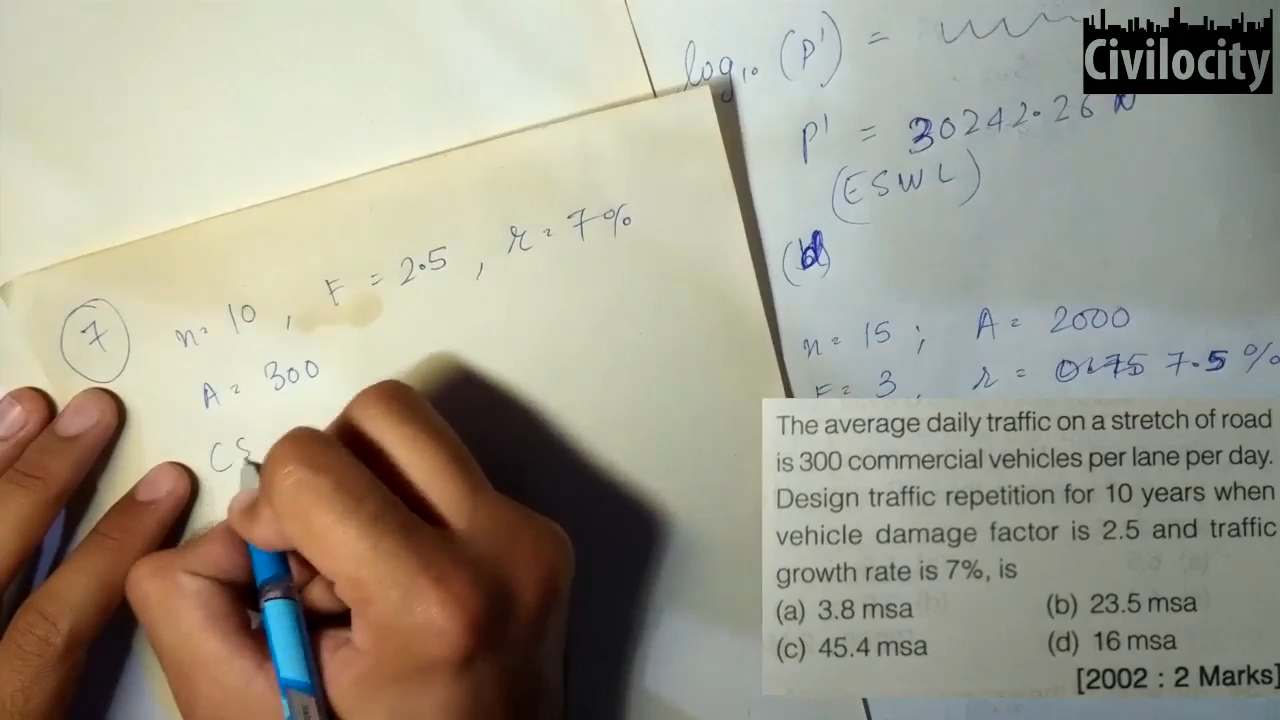 Civilocity
log₁₀ (P') =
P' = 30242.26 N
(ESWL)
(d)
n = 15 ; A = 2000
F = 3 r = 7.5 %
7 n = 10 , F = 2.5 , r = 7%
A = 300
CS
The average daily traffic on a stretch of road
is 300 commercial vehicles per lane per day.
Design traffic repetition for 10 years when
vehicle damage factor is 2.5 and traffic
growth rate is 7%, is
(a) 3.8 msa (b) 23.5 msa
(c) 45.4 msa (d) 16 msa
[2002 : 2 Marks]